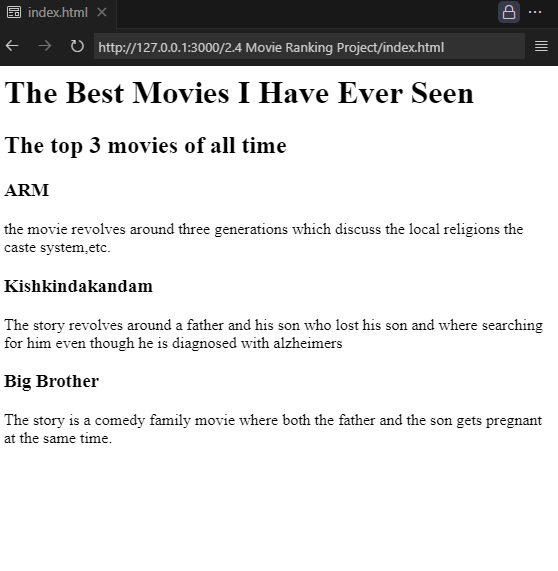 index.html
http://127.0.0.1:3000/2.4 Movie Ranking Project/index.html
The Best Movies I Have Ever Seen
The top 3 movies of all time
ARM
the movie revolves around three generations which discuss the local religions the
caste system,etc.
Kishkindakandam
The story revolves around a father and his son who lost his son and where searching
for him even though he is diagnosed with alzheimers
Big Brother
The story is a comedy family movie where both the father and the son gets pregnant
at the same time.